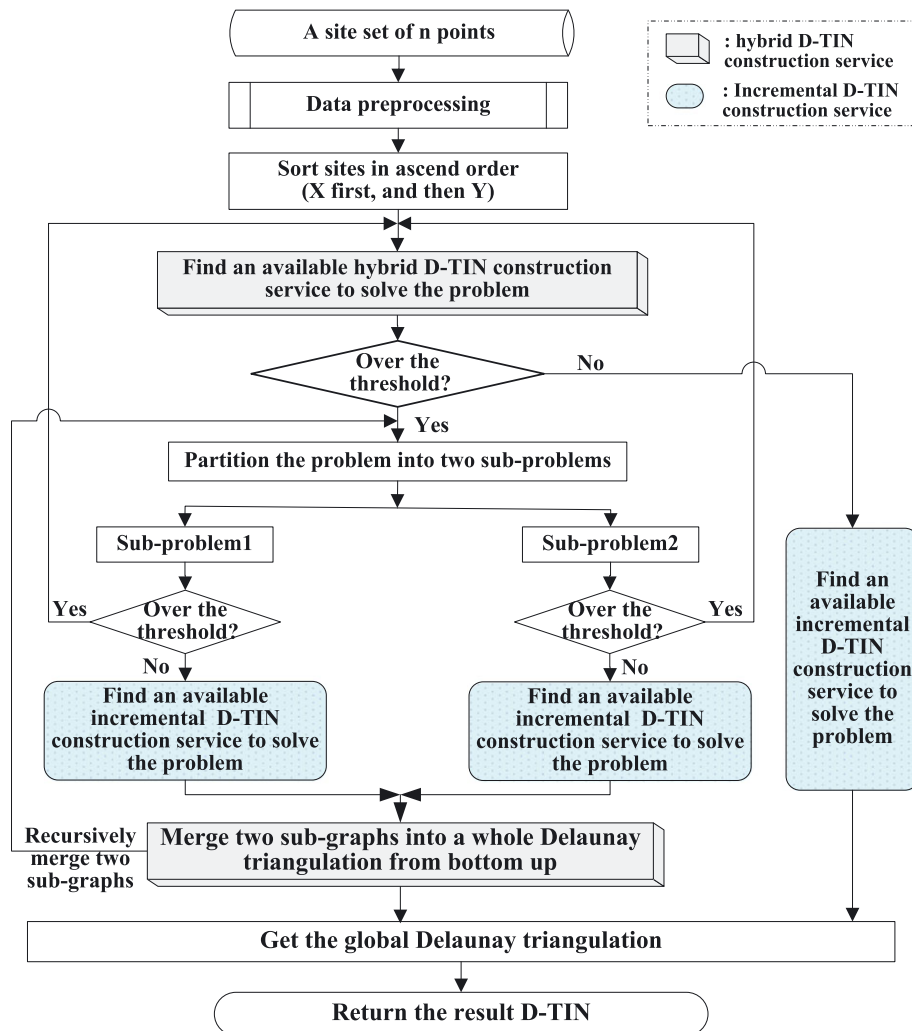 A site set of n points
: hybrid D-TIN
construction service
: Incremental D-TIN
construction service
Data preprocessing
Sort sites in ascend order
(X first, and then Y)
Find an available hybrid D-TIN construction
service to solve the problem
Over the
threshold?
No
Yes
Partition the problem into two sub-problems
Sub-problem1
Sub-problem2
Yes
Over the
threshold?
Over the
threshold?
Yes
No
No
Find an available
incremental D-TIN
construction service to solve
the problem
Find an available
incremental D-TIN
construction service to solve
the problem
Find an
available
incremental
D-TIN
construction
service to
solve the
problem
Recursively
merge two
sub-graphs
Merge two sub-graphs into a whole Delaunay
triangulation from bottom up
Get the global Delaunay triangulation
Return the result D-TIN